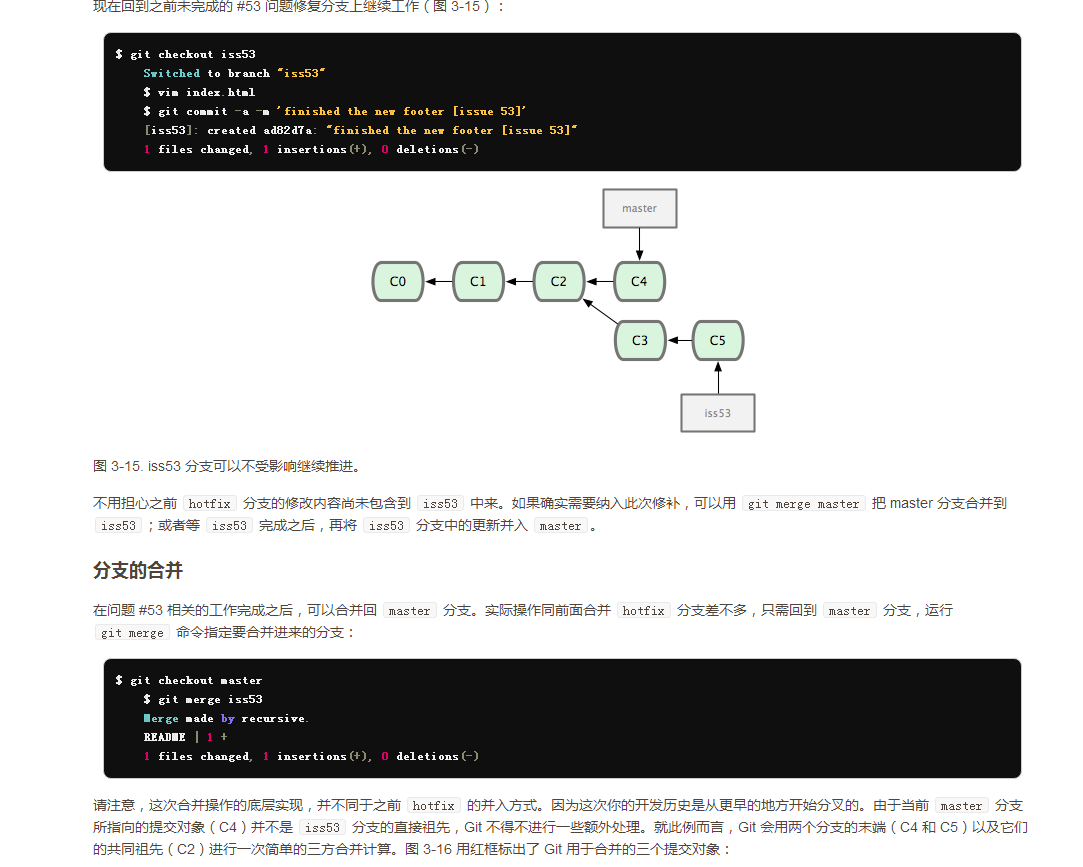 现在回到之前未完成的 #53 问题修复分支上继续工作（图 3-15）：
$ git checkout iss53
Switched to branch "iss53"
$ vim index.html
$ git commit -a -m 'finished the new footer [issue 53]'
[iss53]: created ad82d7a: "finished the new footer [issue 53]"
1 files changed, 1 insertions(+), 0 deletions(-)
master
C0 C1 C2 C4
C3 C5
iss53
图 3-15. iss53 分支可以不受影响继续推进。
不用担心之前 hotfix 分支的修改内容尚未包含到 iss53 中来。如果确实需要纳入此次修补，可以用 git merge master 把 master 分支合并到
iss53 ；或者等 iss53 完成之后，再将 iss53 分支中的更新并入 master 。
分支的合并
在问题 #53 相关的工作完成之后，可以合并回 master 分支。实际操作同前面合并 hotfix 分支差不多，只需回到 master 分支，运行
git merge 命令指定要合并进来的分支：
$ git checkout master
$ git merge iss53
Merge made by recursive.
README | 1 +
1 files changed, 1 insertions(+), 0 deletions(-)
请注意，这次合并操作的底层实现，并不同于之前 hotfix 的并入方式。因为这次你的开发历史是从更早的地方开始分叉的。由于当前 master 分支
所指向的提交对象（C4）并不是 iss53 分支的直接祖先，Git 不得不进行一些额外处理。就此例而言，Git 会用两个分支的末端（C4 和 C5）以及它们
的共同祖先（C2）进行一次简单的三方合并计算。图 3-16 用红框标出了 Git 用于合并的三个提交对象：